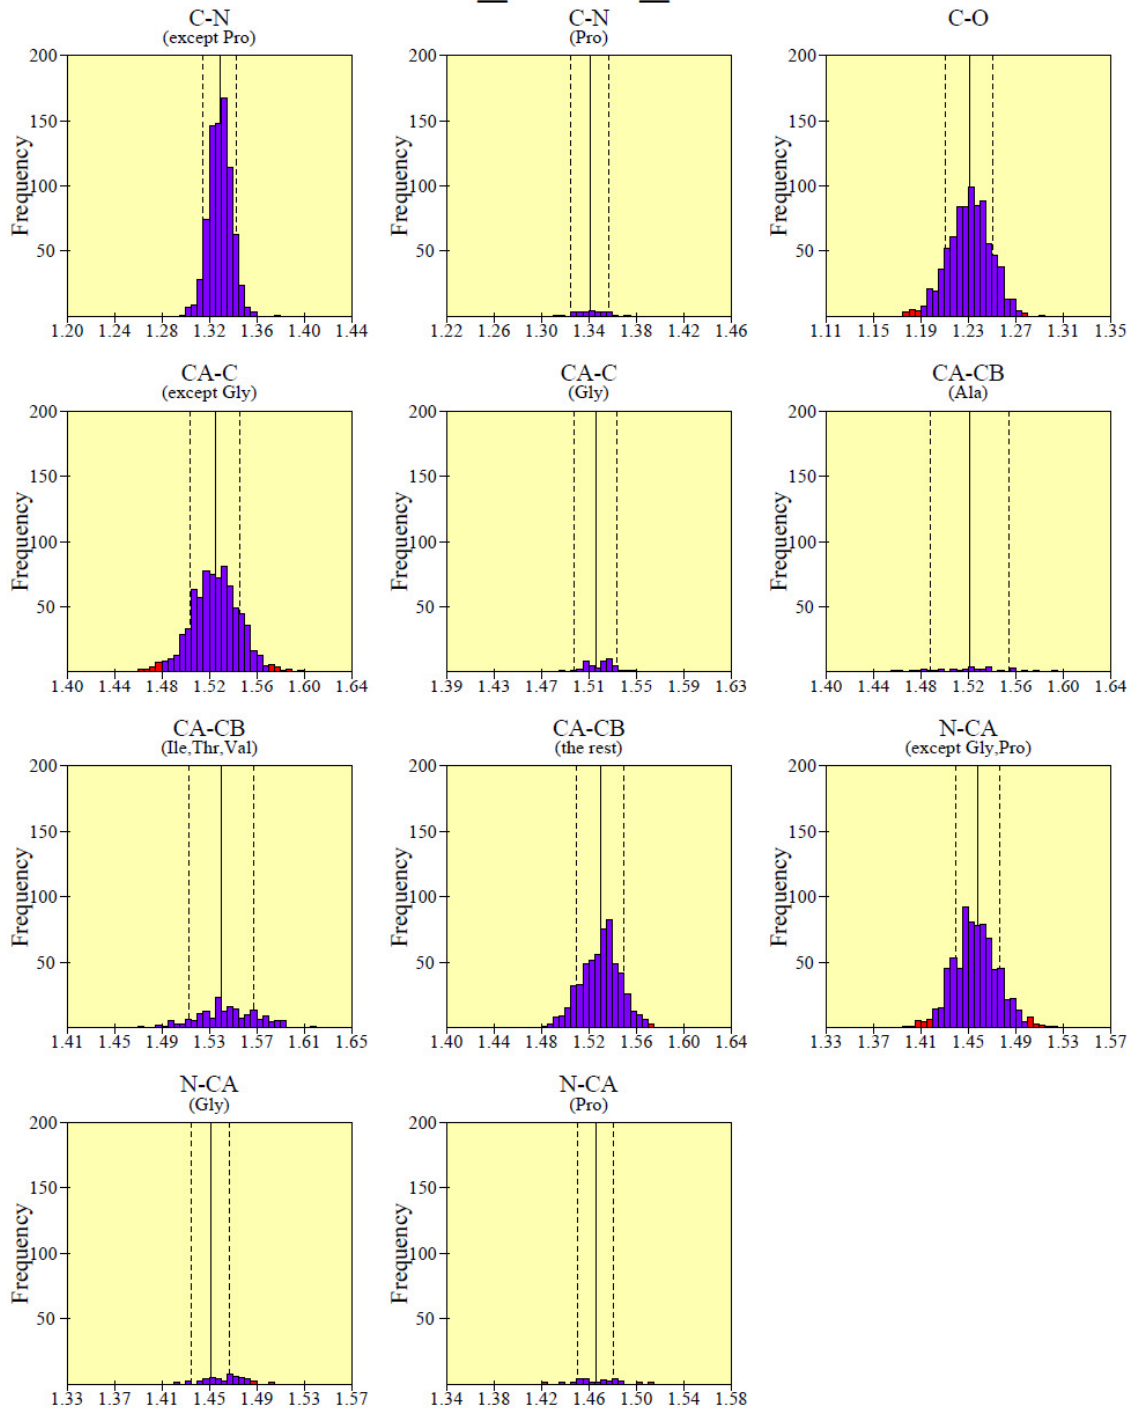 C-N
(except Pro)
C-N
(Pro)
C-O
Frequency
200
150
100
50
1.20 1.24 1.28 1.32 1.36 1.40 1.44
Frequency
200
150
100
50
1.22 1.26 1.30 1.34 1.38 1.42 1.46
Frequency
200
150
100
50
1.11 1.15 1.19 1.23 1.27 1.31 1.35
CA-C
(except Gly)
CA-C
(Gly)
CA-CB
(Ala)
Frequency
200
150
100
50
1.40 1.44 1.48 1.52 1.56 1.60 1.64
Frequency
200
150
100
50
1.39 1.43 1.47 1.51 1.55 1.59 1.63
Frequency
200
150
100
50
1.40 1.44 1.48 1.52 1.56 1.60 1.64
CA-CB
(Ile,Thr,Val)
CA-CB
(the rest)
N-CA
(except Gly,Pro)
Frequency
200
150
100
50
1.41 1.45 1.49 1.53 1.57 1.61 1.65
Frequency
200
150
100
50
1.40 1.44 1.48 1.52 1.56 1.60 1.64
Frequency
200
150
100
50
1.33 1.37 1.41 1.45 1.49 1.53 1.57
N-CA
(Gly)
N-CA
(Pro)
Frequency
200
150
100
50
1.33 1.37 1.41 1.45 1.49 1.53 1.57
Frequency
200
150
100
50
1.34 1.38 1.42 1.46 1.50 1.54 1.58